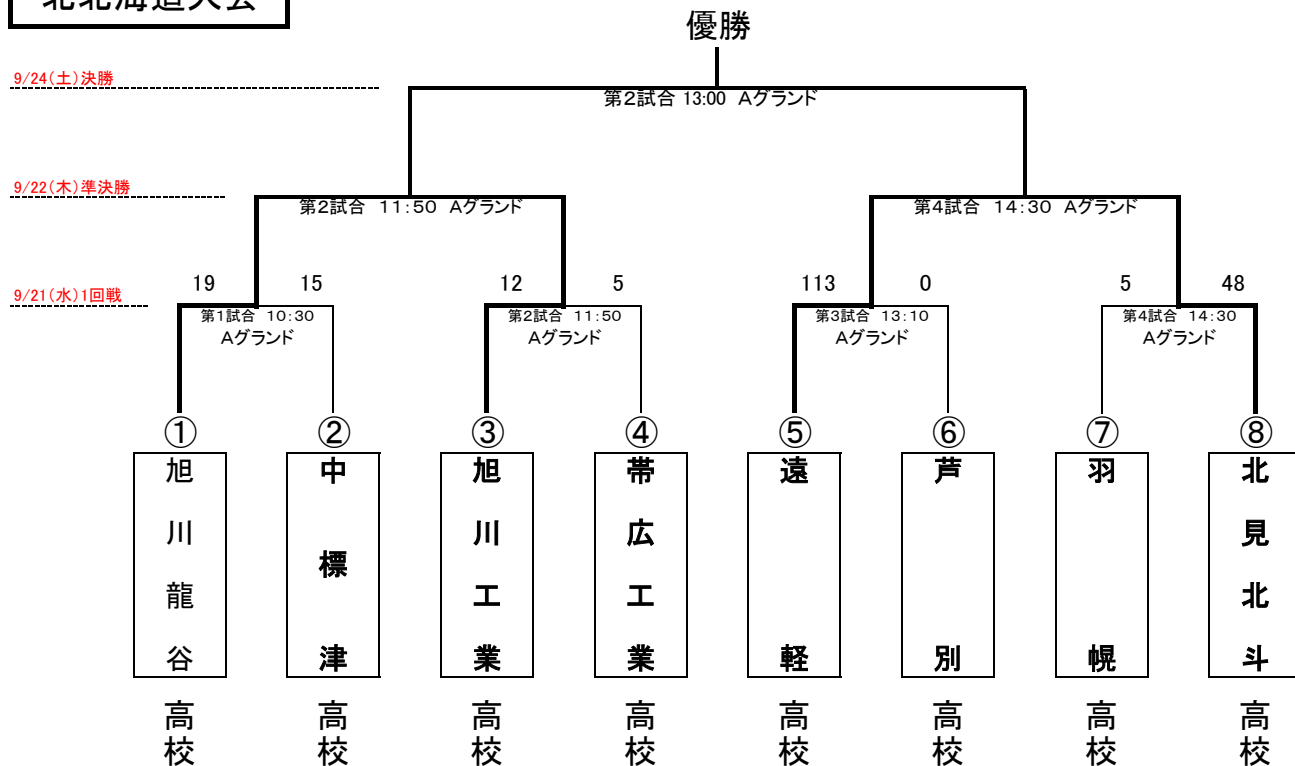 北北海道大会
優勝
9/24(土)決勝
第2試合 13:00 Aグランド
9/22(木)準決勝
第2試合 11:50 Aグランド
第4試合 14:30 Aグランド
19 15 12 5 113 0 5 48
9/21(水)1回戦
第1試合 10:30 第2試合 11:50 第3試合 13:10 第4試合 14:30
Aグランド Aグランド Aグランド Aグランド
① ② ③ ④ ⑤ ⑥ ⑦ ⑧
旭川龍谷高校
中標津高校
旭川工業高校
帯広工業高校
遠軽高校
芦別高校
羽幌高校
北見北斗高校